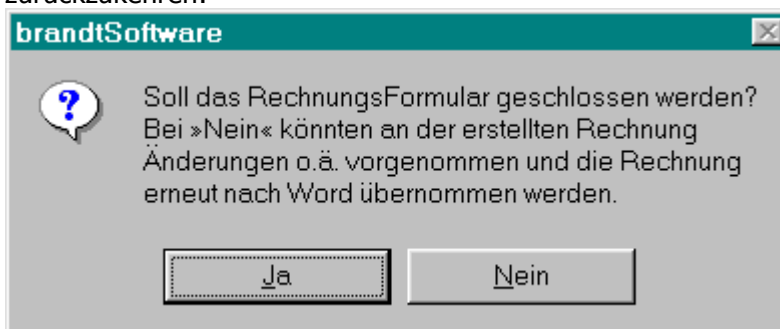 zurückzukehren.
brandtSoftware
?
Soll das RechnungsFormular geschlossen werden?
Bei »Nein« könnten an der erstellten Rechnung
Änderungen o.ä. vorgenommen und die Rechnung
erneut nach Word übernommen werden.
Ja
Nein